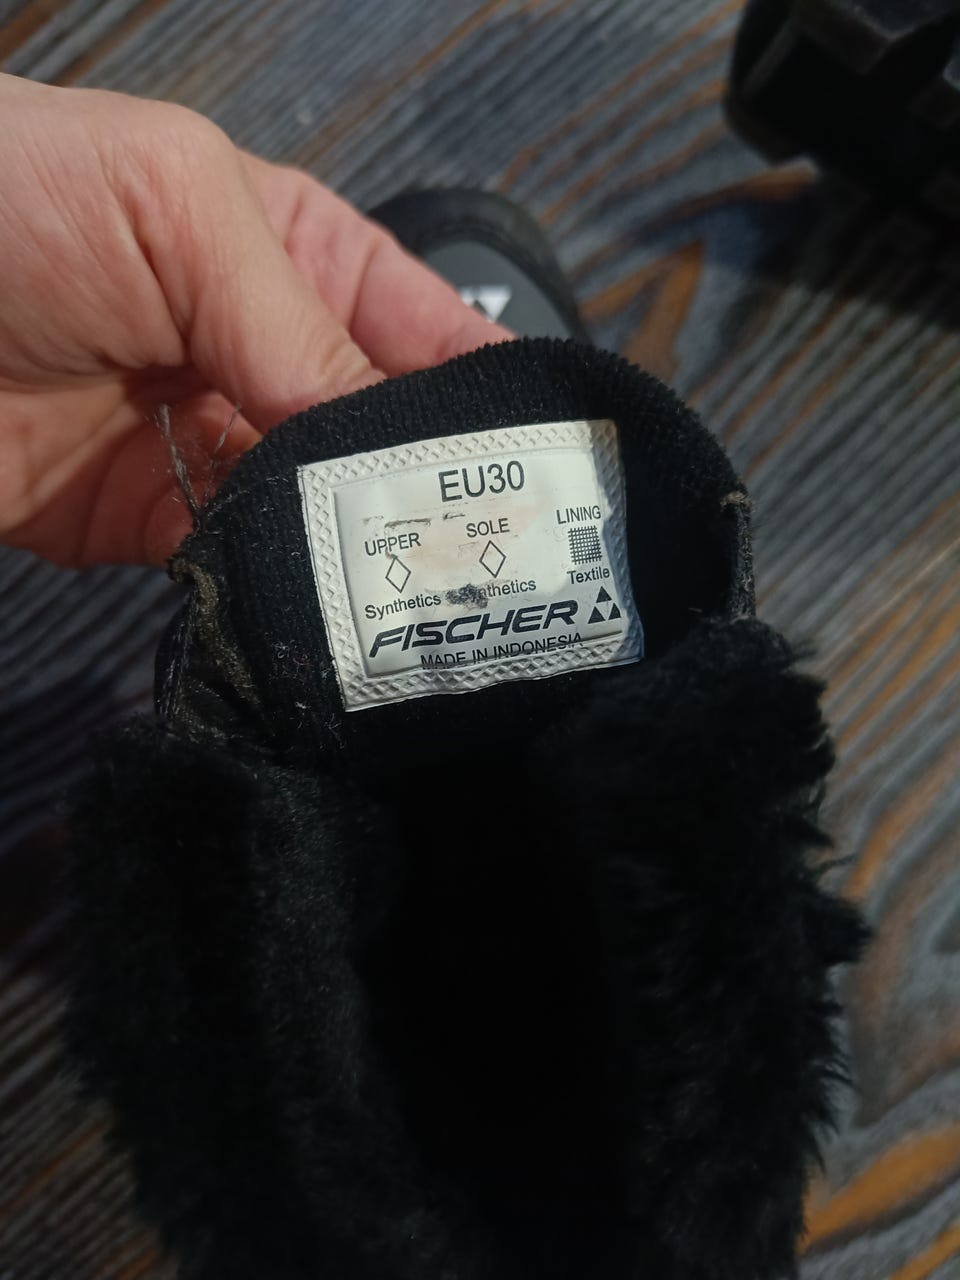 EU30
UPPER SOLE LINING
Synthetics Synthetics Textile
FISCHER
MADE IN INDONESIA